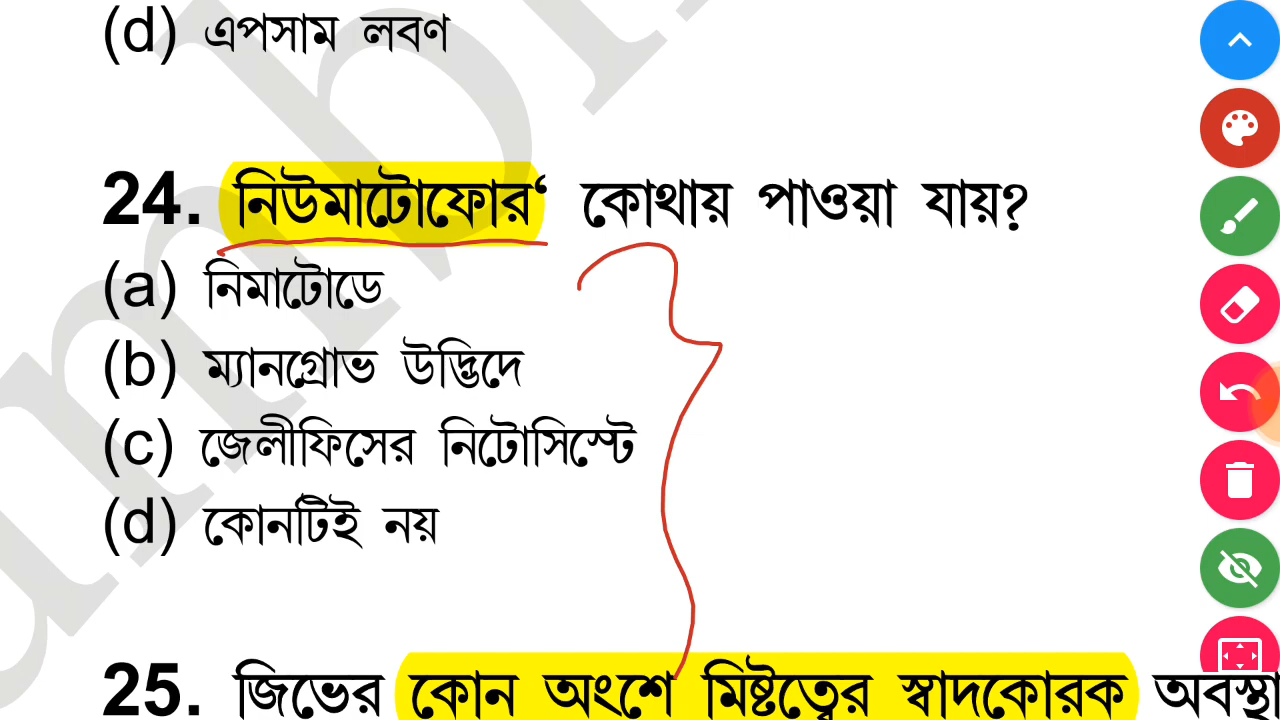 (d) এপসাম লবণ
24. নিউমাটোফোর‘ কোথায় পাওয়া যায়?
(a) নিমাটোডে
(b) ম্যানগ্রোভ উদ্ভিদে
(c) জেলীফিসের নিটোসিস্টে
(d) কোনটিই নয়
25. জিভের কোন অংশে মিষ্টত্বের স্বাদকোরক অবস্থা